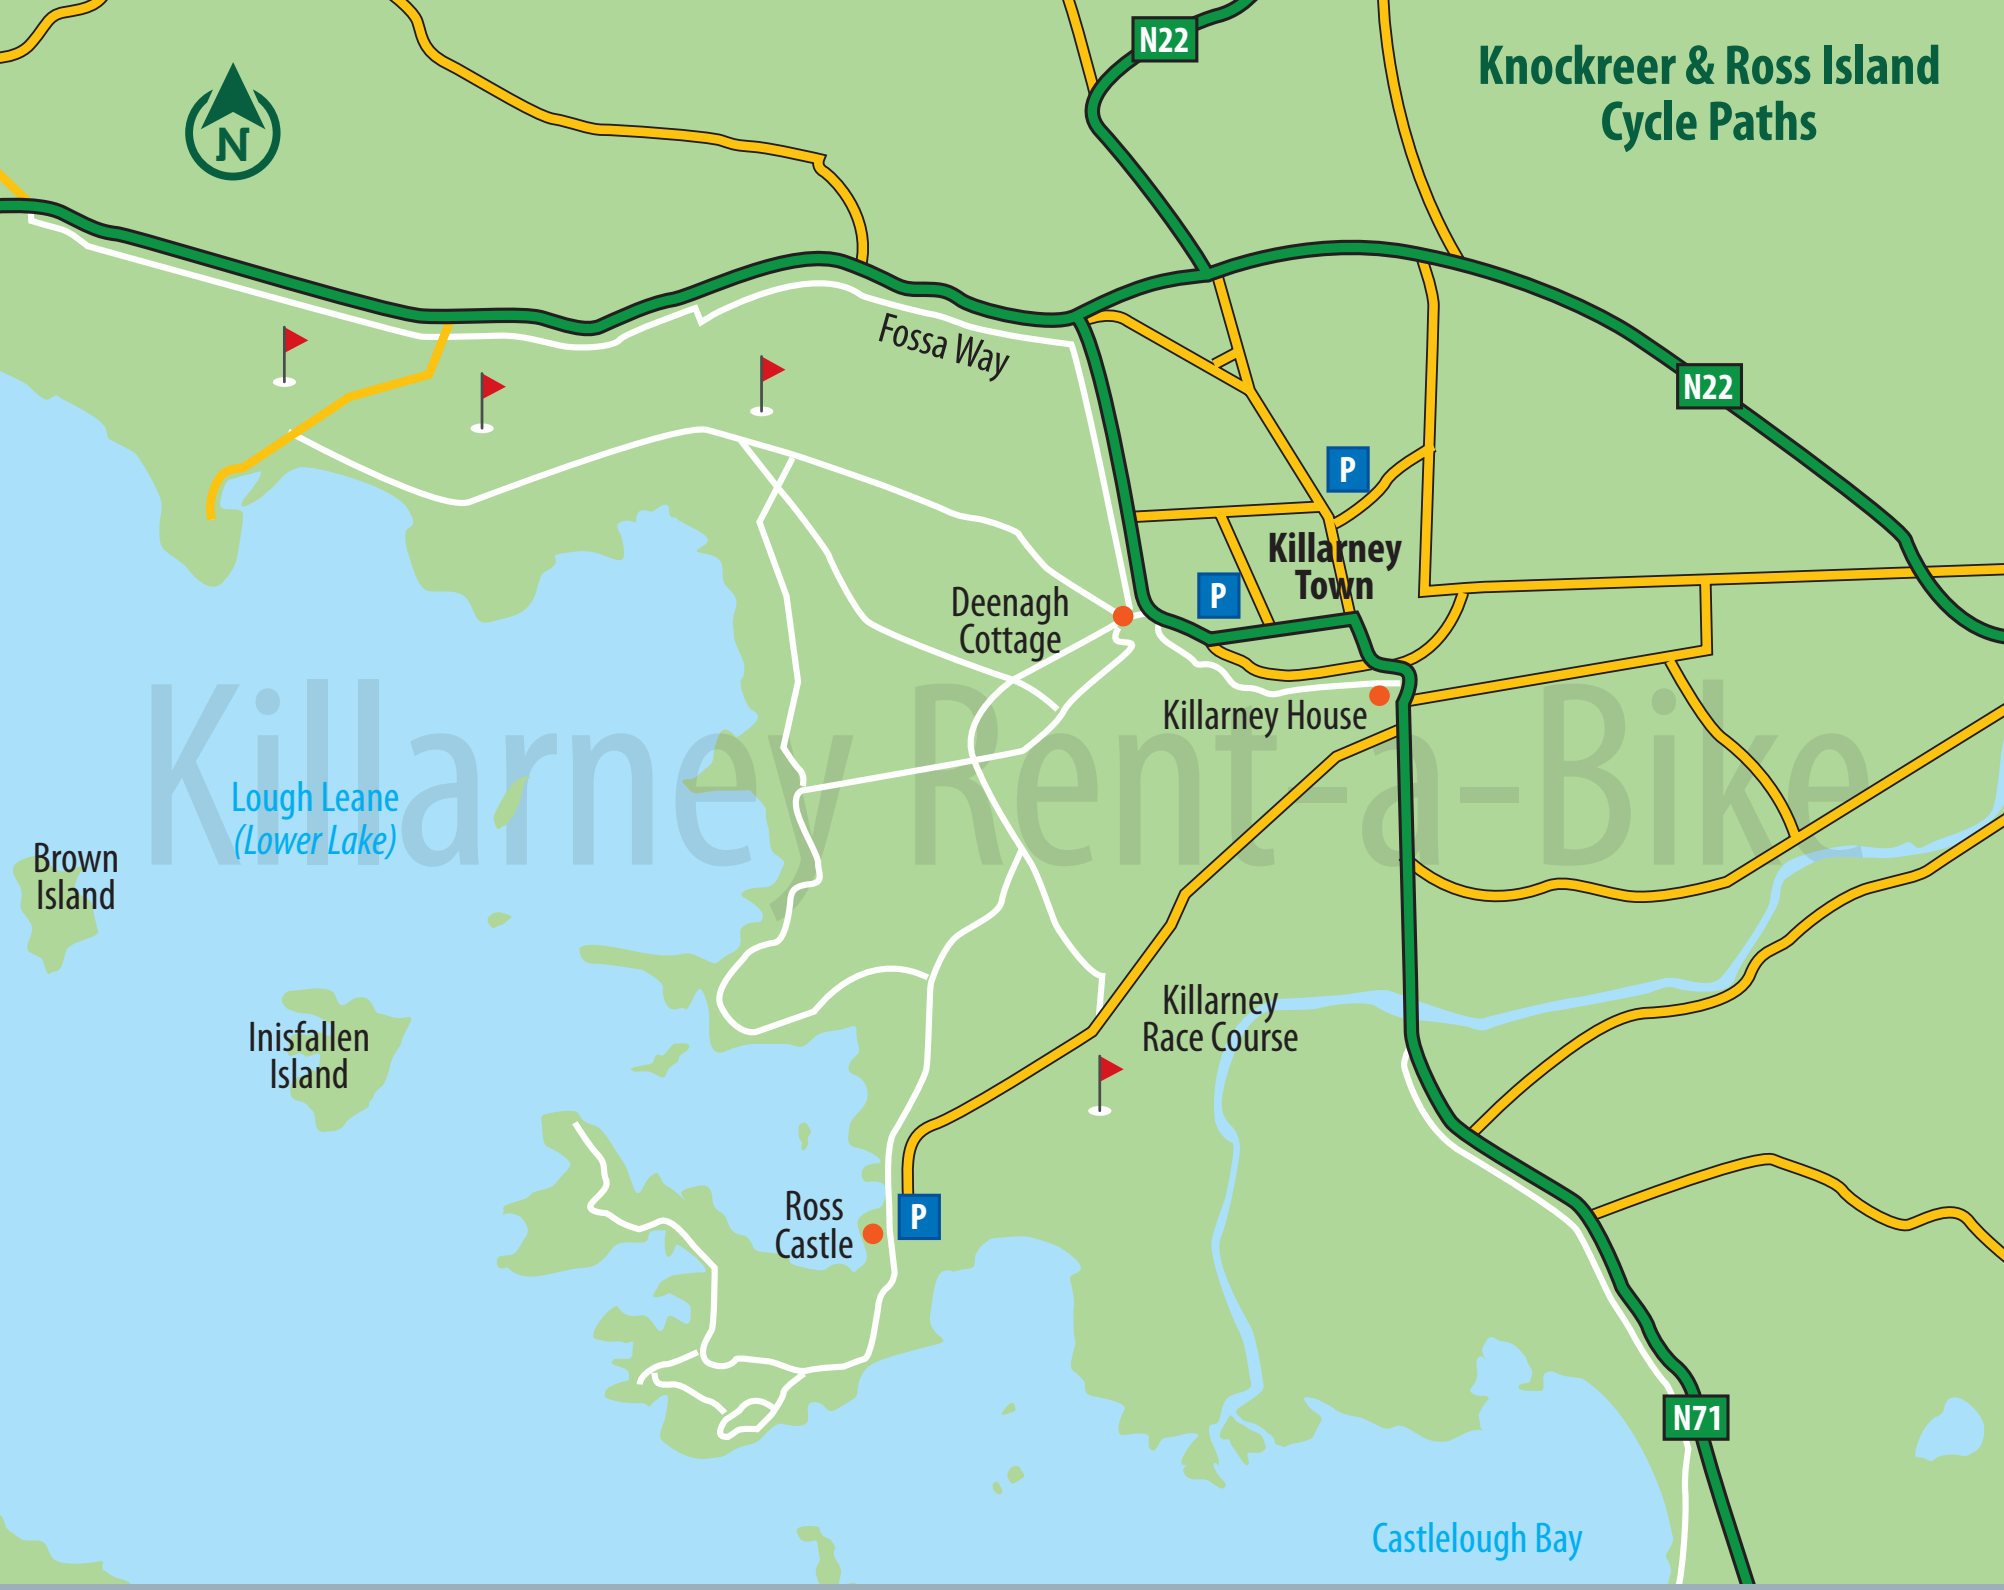 N22
Knockreer & Ross Island
Cycle Paths
N
Fossa Way
N22
P
Killarney
Town
P
Deenagh
Cottage
Killarney House
Killarney Rent-a-Bike
Lough Leane
(Lower Lake)
Brown
Island
Killarney
Race Course
Inisfallen
Island
Ross
Castle
P
N71
Castlelough Bay